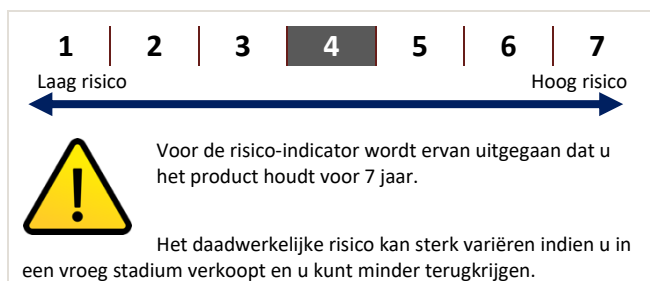 1 2 3 4 5 6 7
Laag risico Hoog risico
Voor de risico-indicator wordt ervan uitgegaan dat u
het product houdt voor 7 jaar.
Het daadwerkelijke risico kan sterk variëren indien u in
een vroeg stadium verkoopt en u kunt minder terugkrijgen.